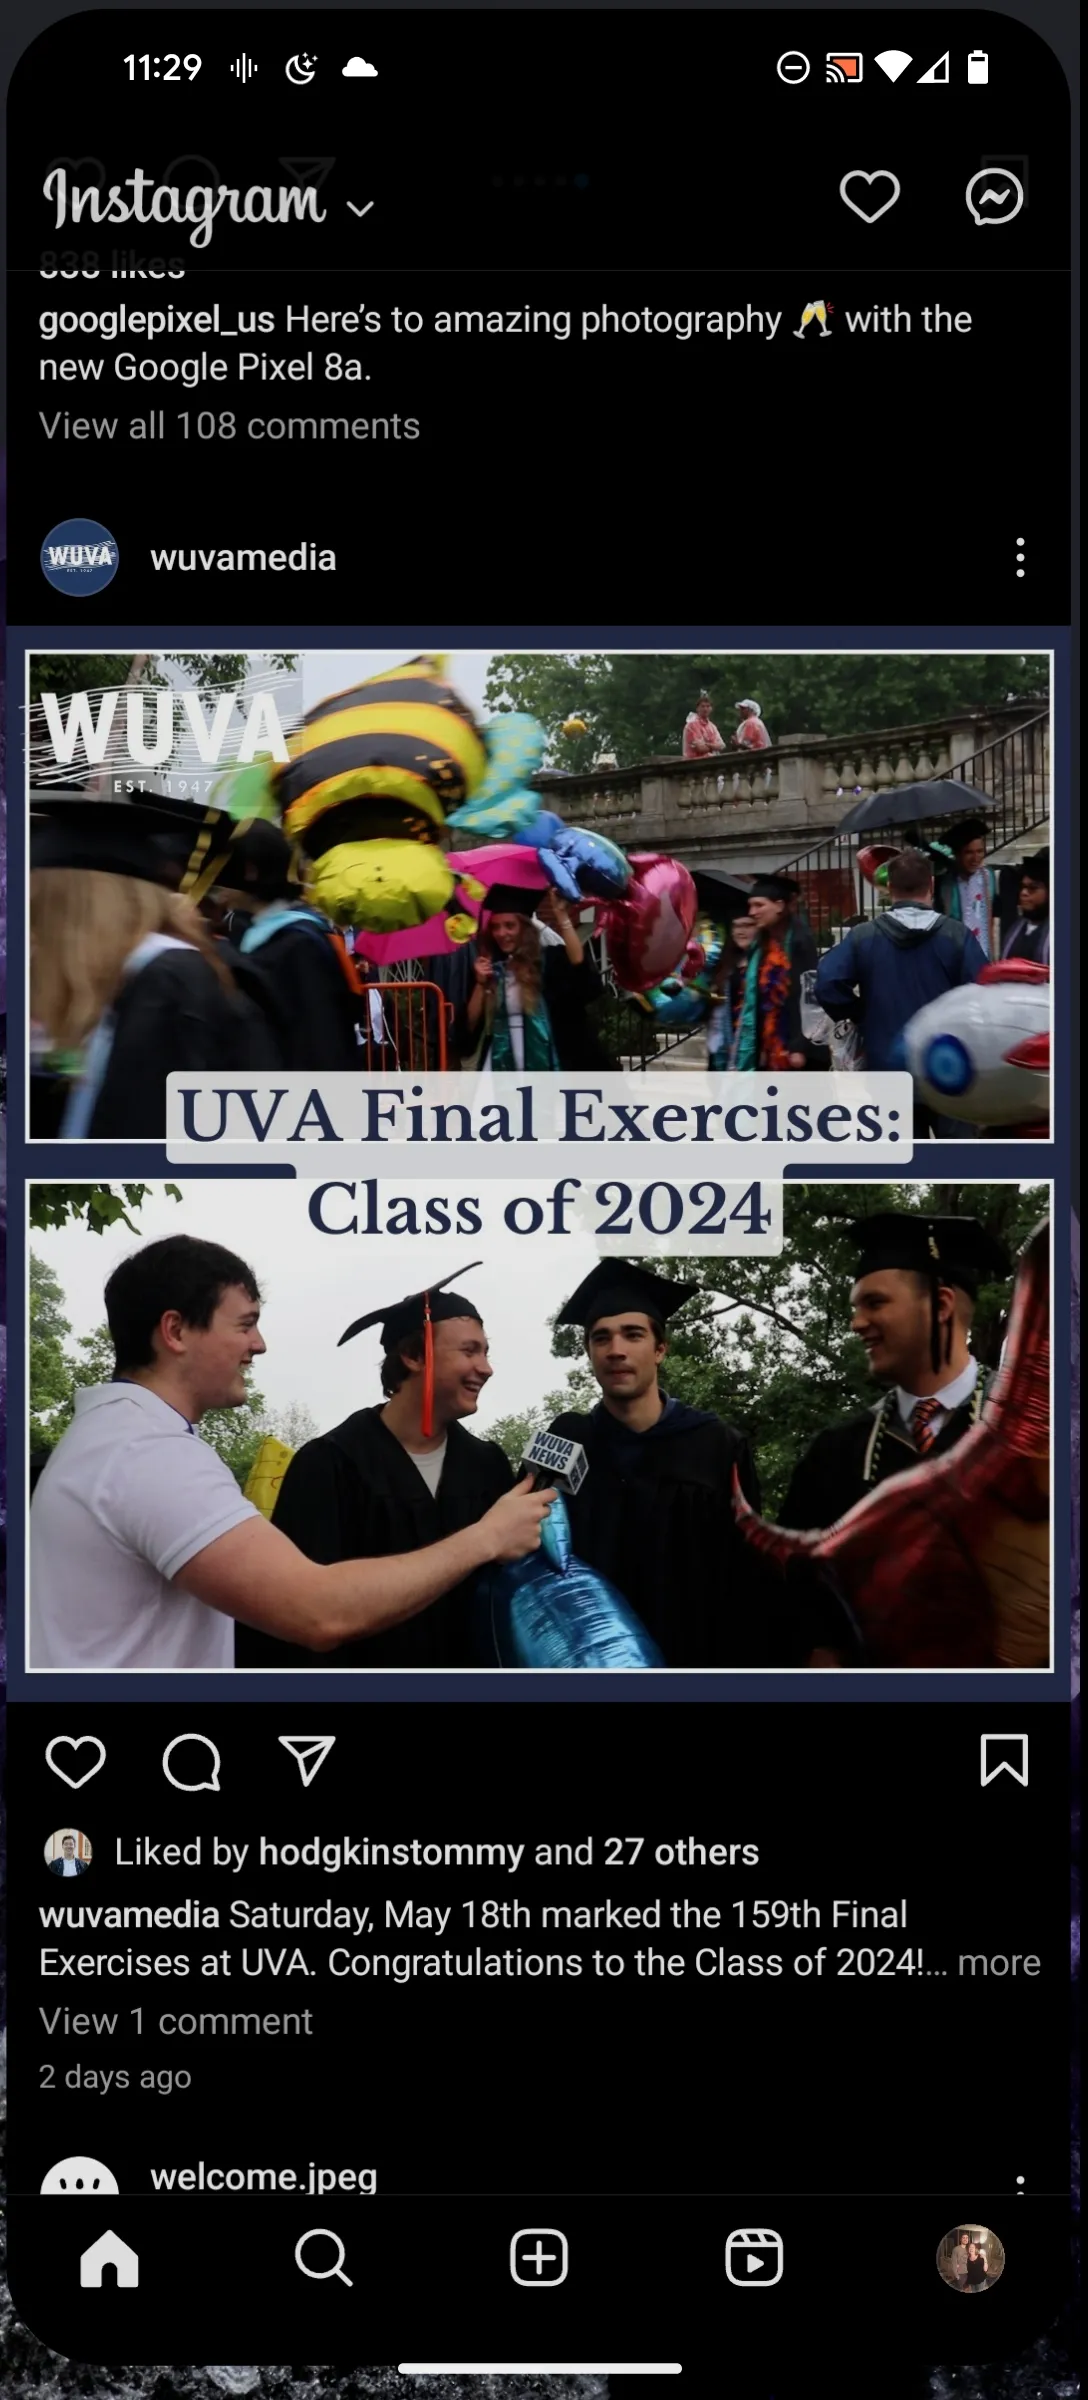 11:29
Instagram
838 likes
googlepixel_us Here's to amazing photography 🥂 with the
new Google Pixel 8a.
View all 108 comments
WUVA
EST. 1947
wuvamedia
WUVA
EST. 1947
UVA Final Exercises:
Class of 2024
WUVA
NEWS
Liked by hodgkinstommy and 27 others
wuvamedia Saturday, May 18th marked the 159th Final
Exercises at UVA. Congratulations to the Class of 2024!... more
View 1 comment
2 days ago
welcome.jpeg